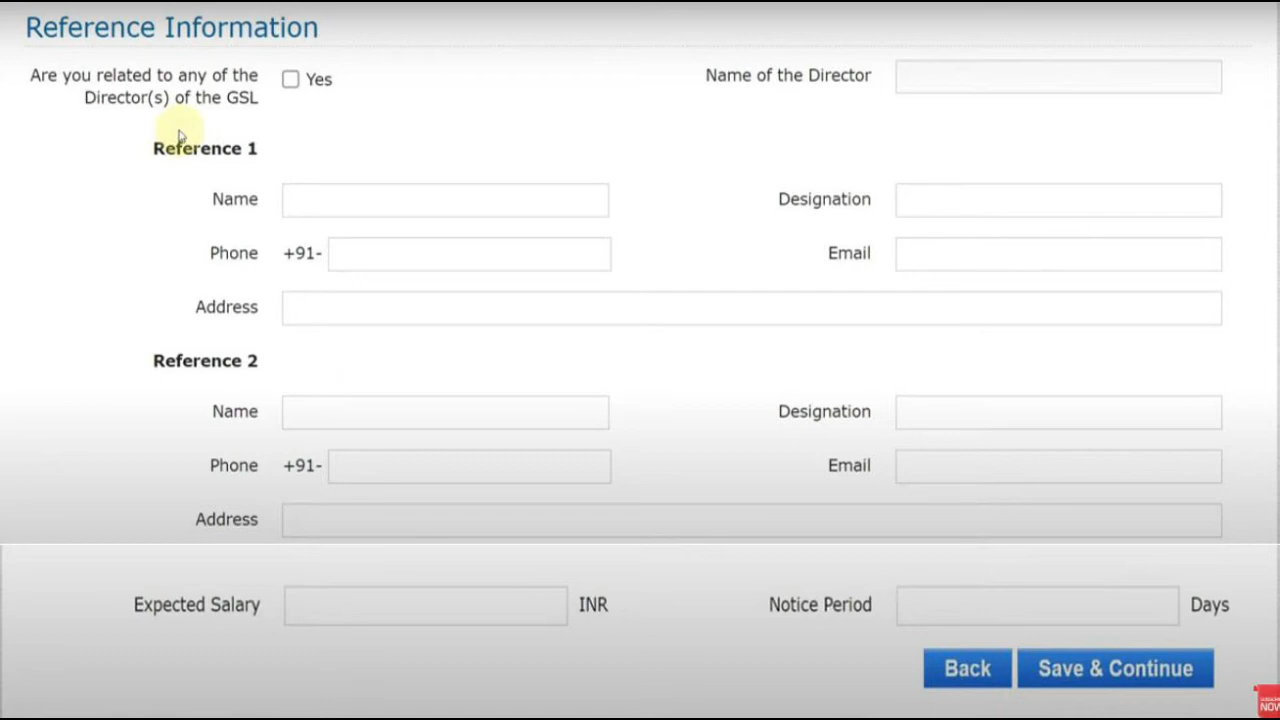 Reference Information
Are you related to any of the
Director(s) of the GSL
Yes
Name of the Director
Reference 1
Name
Designation
Phone
+91-
Email
Address
Reference 2
Name
Designation
Phone
+91-
Email
Address
Expected Salary
INR
Notice Period
Days
Back
Save & Continue
NOW